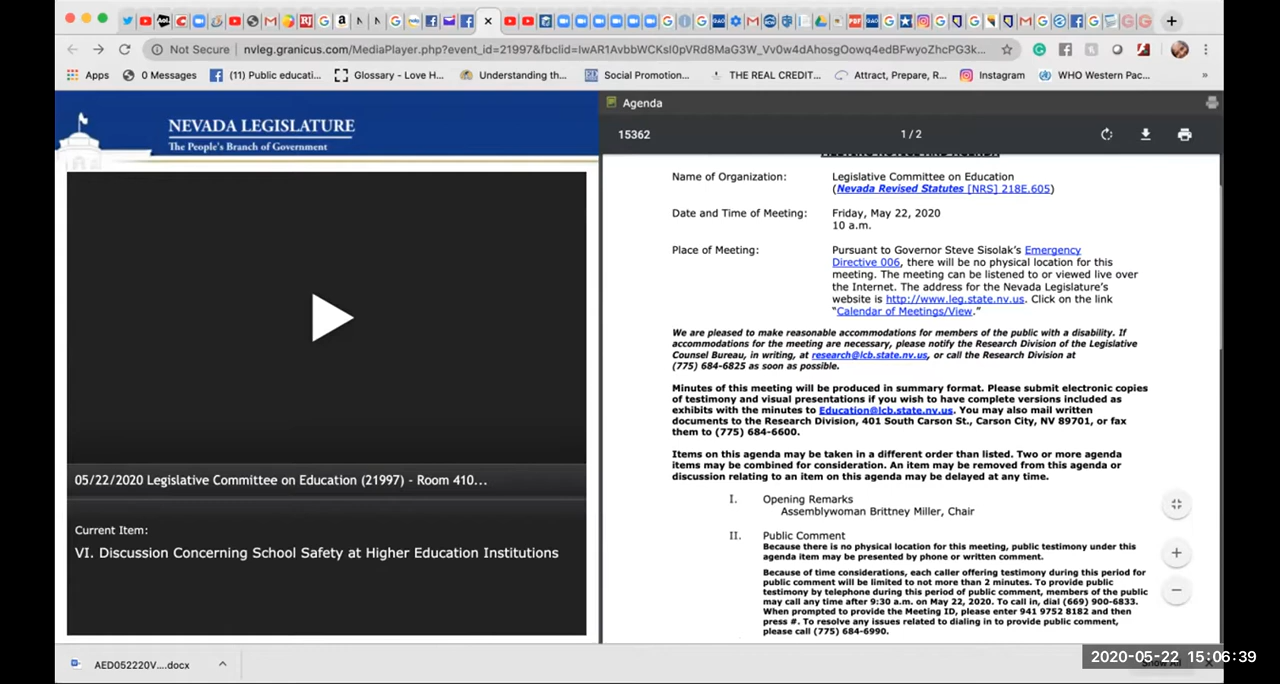 Not Secure | nvleg.granicus.com/MediaPlayer.php?event_id=21997&fbclid=IwAR1AvbbWCKsI0pVRd8MaG3W_Vv0w4dAhosgOowq4edBFwyoZhcPG3k...
Apps 0 Messages (11) Public educati... Glossary - Love H... Understanding th... Social Promotion... THE REAL CREDIT... Attract, Prepare, R... Instagram WHO Western Pac... »
NEVADA LEGISLATURE
The People's Branch of Government
05/22/2020 Legislative Committee on Education (21997) - Room 410...
Current Item:
VI. Discussion Concerning School Safety at Higher Education Institutions
Agenda
15362 1 / 2
Name of Organization: Legislative Committee on Education
(Nevada Revised Statutes [NRS] 218E.605)
Date and Time of Meeting: Friday, May 22, 2020
10 a.m.
Place of Meeting: Pursuant to Governor Steve Sisolak's Emergency
Directive 006, there will be no physical location for this
meeting. The meeting can be listened to or viewed live over
the Internet. The address for the Nevada Legislature's
website is http://www.leg.state.nv.us. Click on the link
"Calendar of Meetings/View."
We are pleased to make reasonable accommodations for members of the public with a disability. If
accommodations for the meeting are necessary, please notify the Research Division of the Legislative
Counsel Bureau, in writing, at research@lcb.state.nv.us, or call the Research Division at
(775) 684-6825 as soon as possible.
Minutes of this meeting will be produced in summary format. Please submit electronic copies
of testimony and visual presentations if you wish to have complete versions included as
exhibits with the minutes to Education@lcb.state.nv.us. You may also mail written
documents to the Research Division, 401 South Carson St., Carson City, NV 89701, or fax
them to (775) 684-6600.
Items on this agenda may be taken in a different order than listed. Two or more agenda
items may be combined for consideration. An item may be removed from this agenda or
discussion relating to an item on this agenda may be delayed at any time.
I. Opening Remarks
Assemblywoman Brittney Miller, Chair
II. Public Comment
Because there is no physical location for this meeting, public testimony under this
agenda item may be presented by phone or written comment.
Because of time considerations, each caller offering testimony during this period for
public comment will be limited to not more than 2 minutes. To provide public
testimony by telephone during this period of public comment, members of the public
may call any time after 9:30 a.m. on May 22, 2020. To call in, dial (669) 900-6833.
When prompted to provide the Meeting ID, please enter 941 9752 8182 and then
press #. To resolve any issues related to dialing in to provide public comment,
please call (775) 684-6990.
AED052220V....docx
2020-05-22 15:06:39